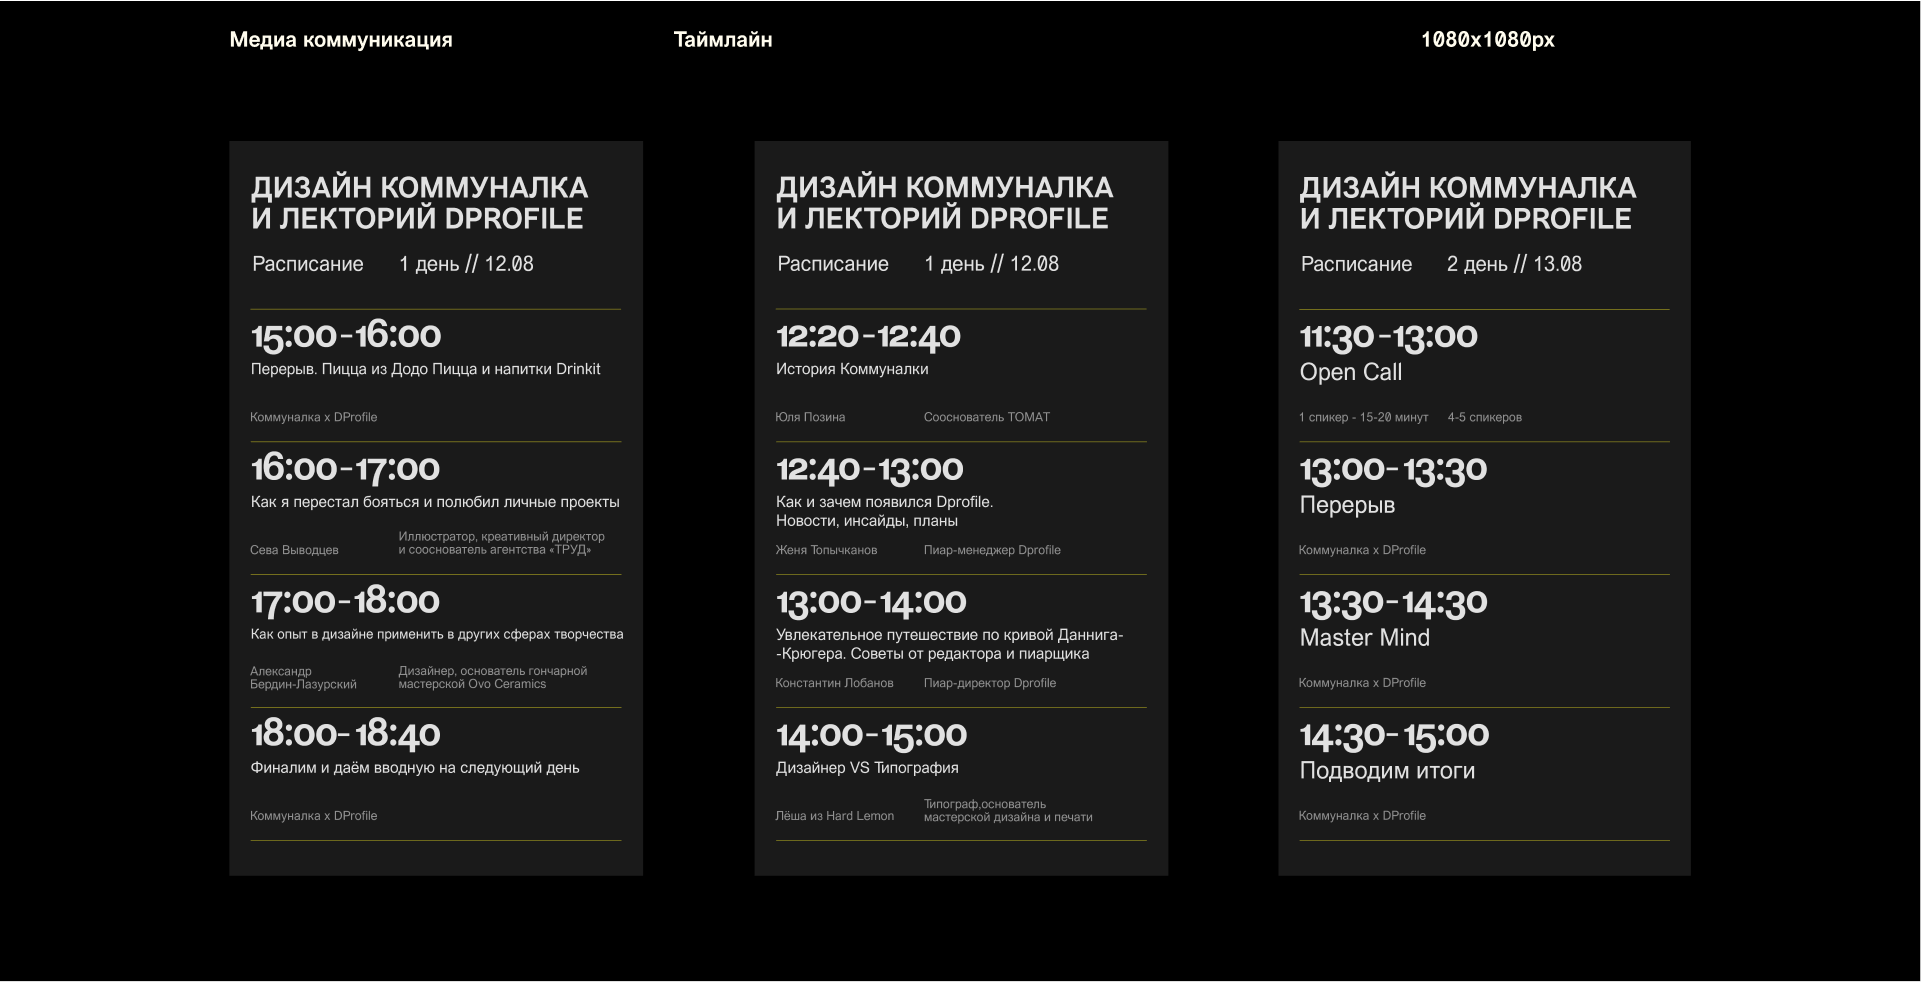 Медиа коммуникация
Таймлайн
1080x1080px
ДИЗАЙН КОММУНАЛКА
И ЛЕКТОРИЙ DPROFILE
Расписание 1 день // 12.08
15:00-16:00
Перерыв. Пицца из Додо Пицца и напитки Drinkit
Коммуналка x DProfile
16:00-17:00
Как я перестал бояться и полюбил личные проекты
Сева Выводцев
Иллюстратор, креативный директор
и сооснователь агентства «ТРУД»
17:00-18:00
Как опыт в дизайне применить в других сферах творчества
Александр
Бердин-Лазурский
Дизайнер, основатель гончарной
мастерской Ovo Ceramics
18:00-18:40
Финалим и даём вводную на следующий день
Коммуналка x DProfile
ДИЗАЙН КОММУНАЛКА
И ЛЕКТОРИЙ DPROFILE
Расписание 1 день // 12.08
12:20-12:40
История Коммуналки
Юля Позина
Сооснователь ТОМАТ
12:40-13:00
Как и зачем появился Dprofile.
Новости, инсайды, планы
Женя Топычканов
Пиар-менеджер Dprofile
13:00-14:00
Увлекательное путешествие по кривой Даннига-
-Крюгера. Советы от редактора и пиарщика
Константин Лобанов
Пиар-директор Dprofile
14:00-15:00
Дизайнер VS Типография
Лёша из Hard Lemon
Типограф,основатель
мастерской дизайна и печати
ДИЗАЙН КОММУНАЛКА
И ЛЕКТОРИЙ DPROFILE
Расписание 2 день // 13.08
11:30-13:00
Open Call
1 спикер - 15-20 минут 4-5 спикеров
13:00-13:30
Перерыв
Коммуналка x DProfile
13:30-14:30
Master Mind
Коммуналка x DProfile
14:30-15:00
Подводим итоги
Коммуналка x DProfile